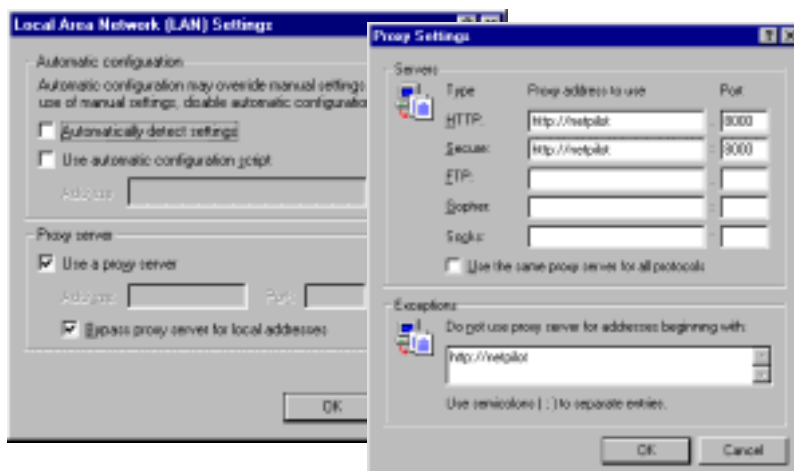 Local Area Network (LAN) Settings
Automatic configuration
Automatic configuration may override manual settings
use of manual settings, disable automatic configuratio
Automatically detect settings
Use automatic configuration script
Address
Proxy server
Use a proxy server
Address: Port:
Bypass proxy server for local addresses
OK
Proxy Settings
Servers
Type Proxy address to use Port
HTTP: http://netpilot : 8000
Secure: http://netpilot : 8000
FTP: :
Gopher: :
Socks: :
Use the same proxy server for all protocols
Exceptions
Do not use proxy server for addresses beginning with:
http://netpilot
Use semicolons ( ; ) to separate entries.
OK Cancel